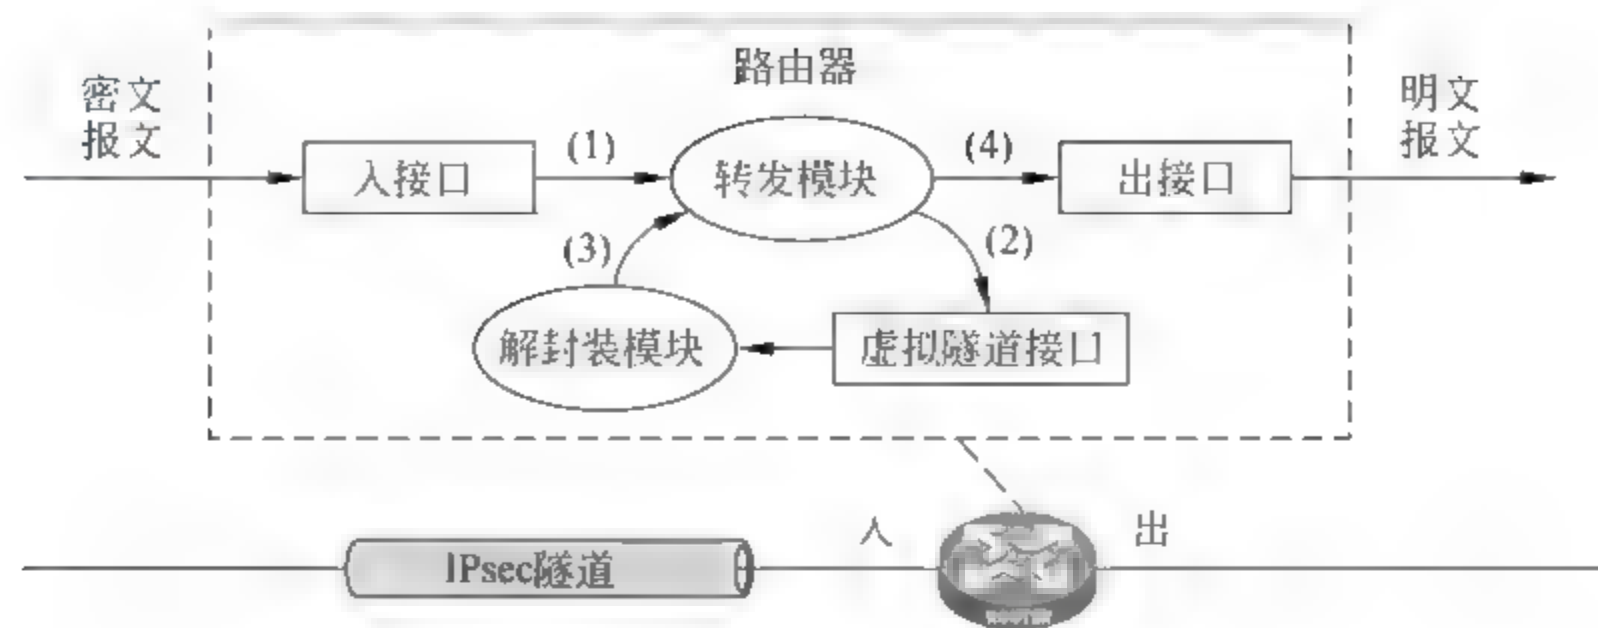 路由器
密文
报文
明文
报文
入接口
(1)
转发模块
(4)
出接口
(3)
(2)
解封装模块
虚拟隧道接口
IPsec隧道
入
出